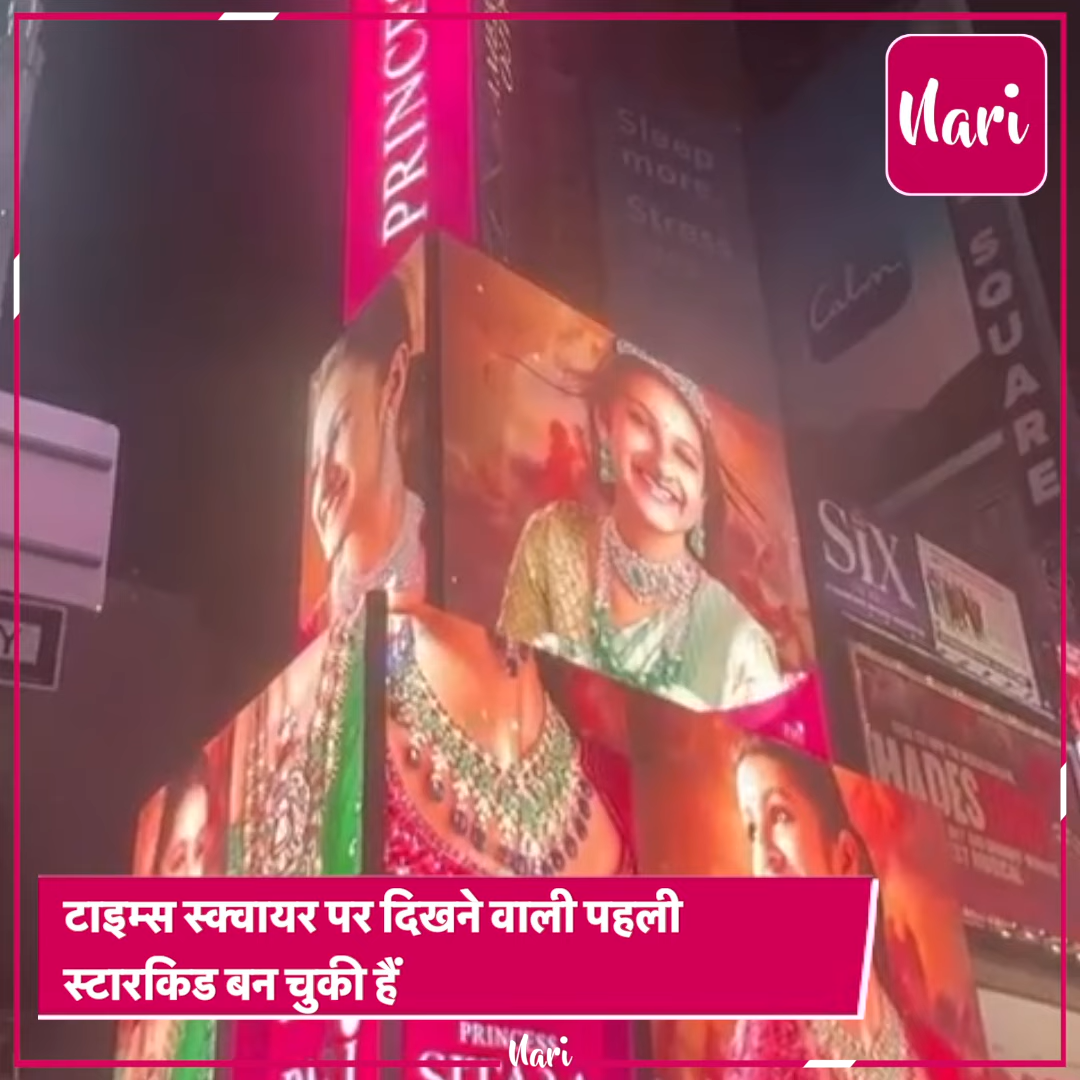 PRINCE
Nari
Sleep
more.
Stress
Calm
SQUARE
SiX
HADES
टाइम्स स्क्वायर पर दिखने वाली पहली
स्टारकिड बन चुकी हैं
PRINCESS
Nari